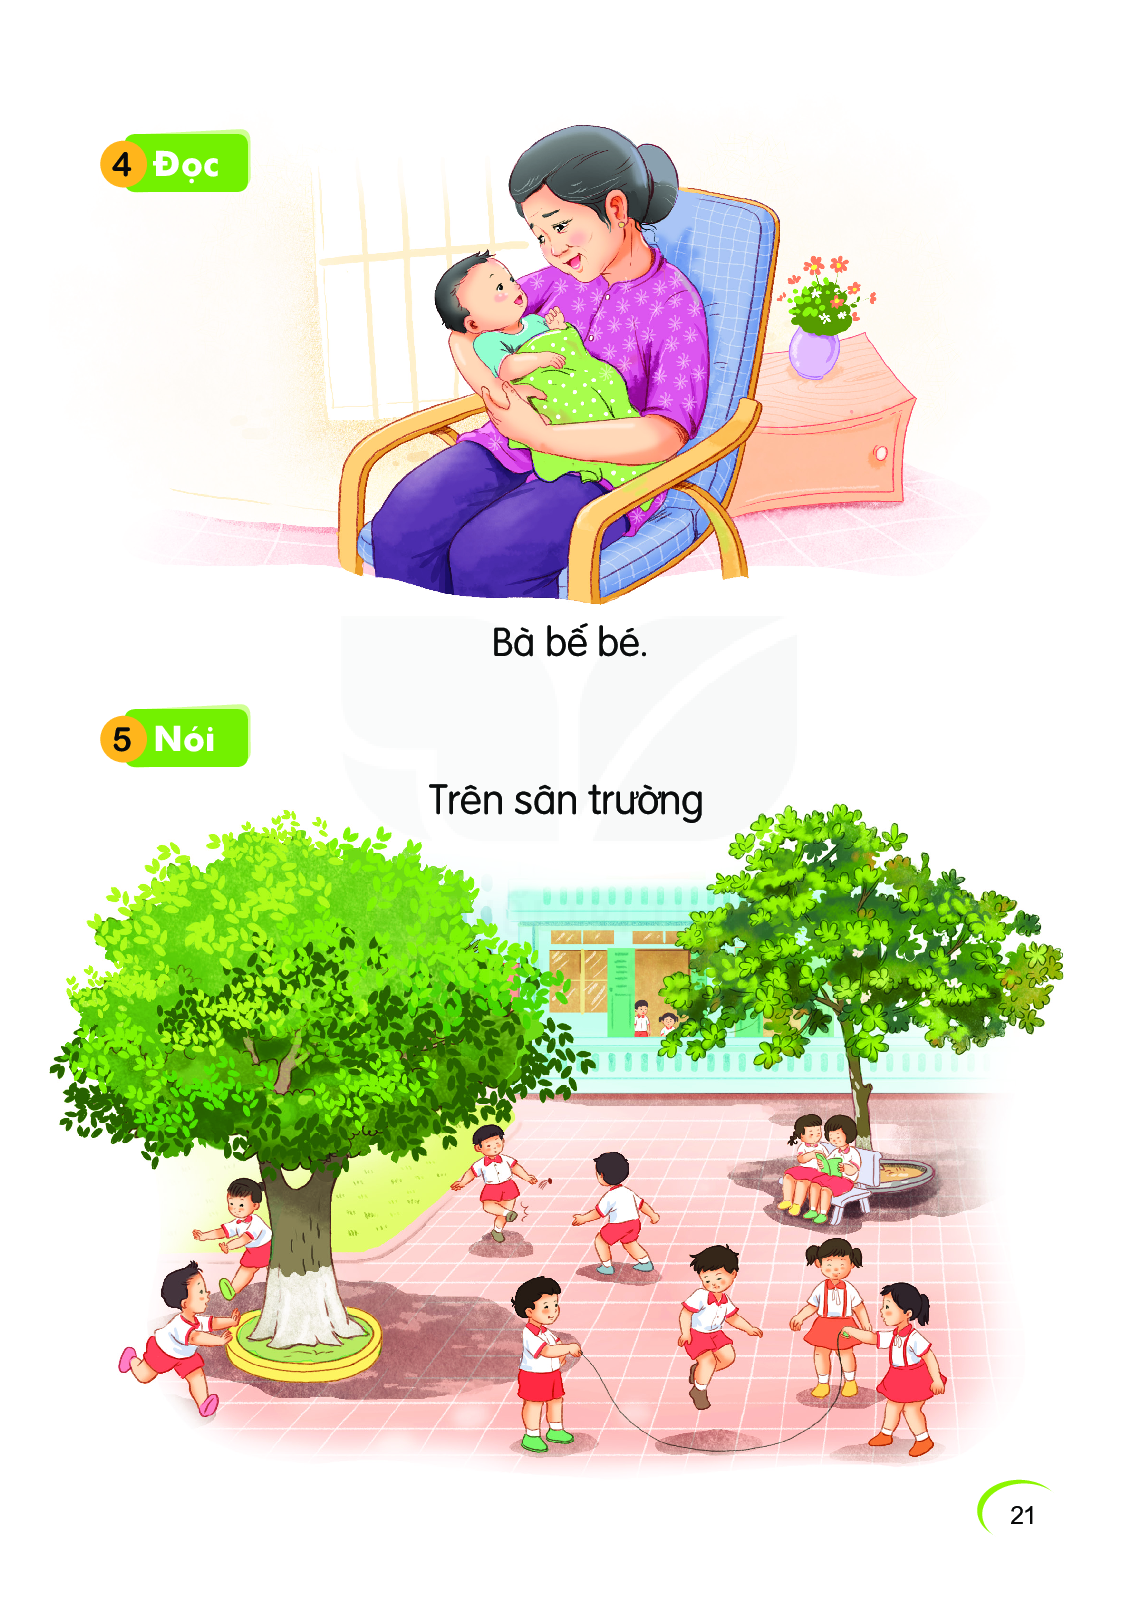 4 Đọc
Bà bế bé.
5 Nói
Trên sân trường
21